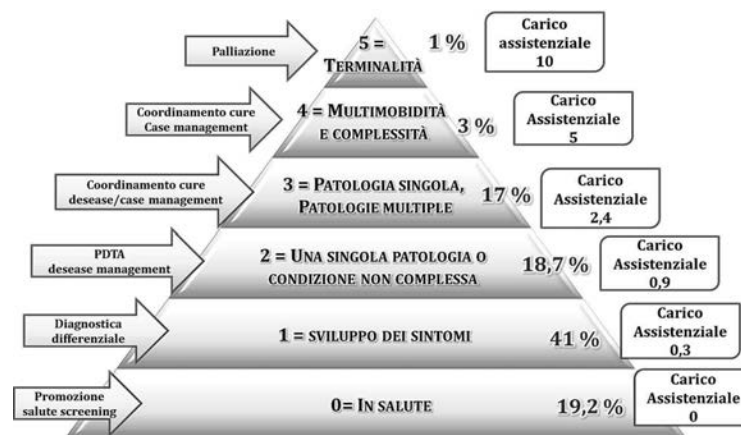 Palliazione
5 =
TERMINALITÀ
1 %
Carico
assistenziale
10
Coordinamento cure
Case management
4 = MULTIMOBIDITÀ
E COMPLESSITÀ
3 %
Carico
Assistenziale
5
Coordinamento cure
desease/case management
3 = PATOLOGIA SINGOLA,
PATOLOGIE MULTIPLE
17 %
Carico
Assistenziale
2,4
PDTA
desease management
2 = UNA SINGOLA PATOLOGIA O
CONDIZIONE NON COMPLESSA
18,7 %
Carico
Assistenziale
0,9
Diagnostica
differenziale
1 = SVILUPPO DEI SINTOMI
41 %
Carico
Assistenziale
0,3
Promozione
salute screening
0= IN SALUTE
19,2 %
Carico
Assistenziale
0